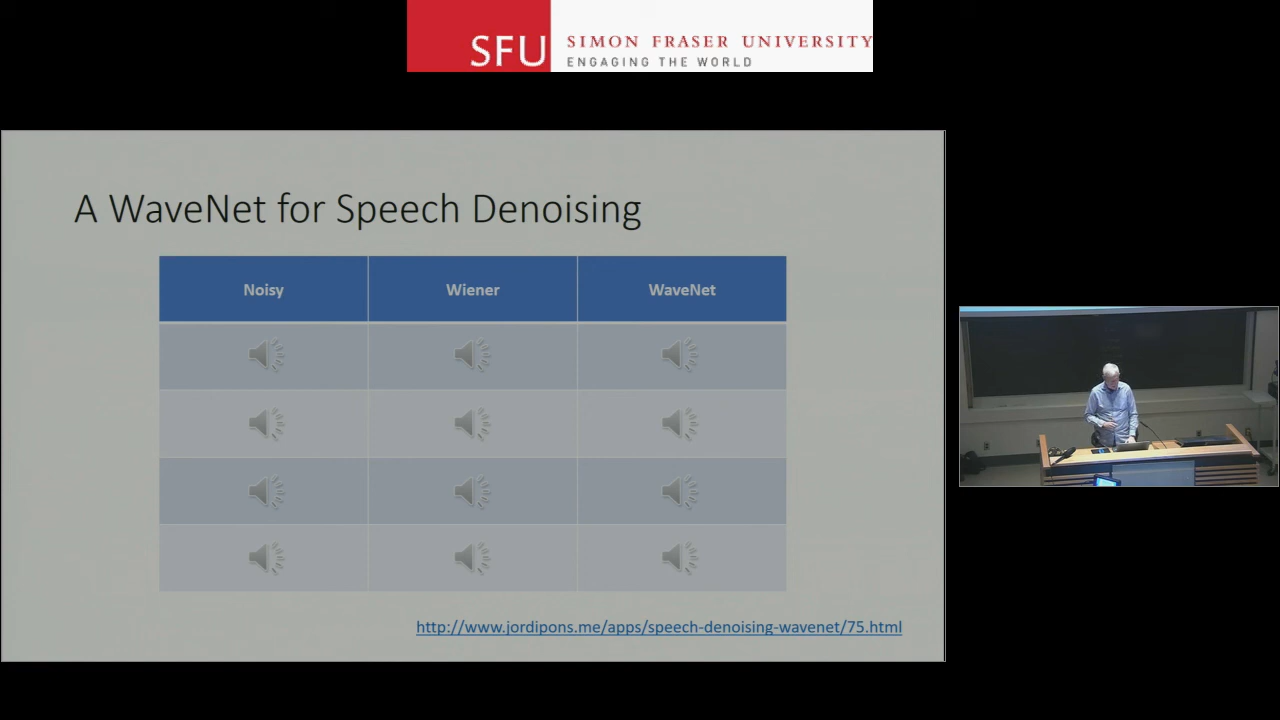 SFU
SIMON FRASER UNIVERSITY
ENGAGING THE WORLD
A WaveNet for Speech Denoising
Noisy
Wiener
WaveNet
http://www.jordipons.me/apps/speech-denoising-wavenet/75.html